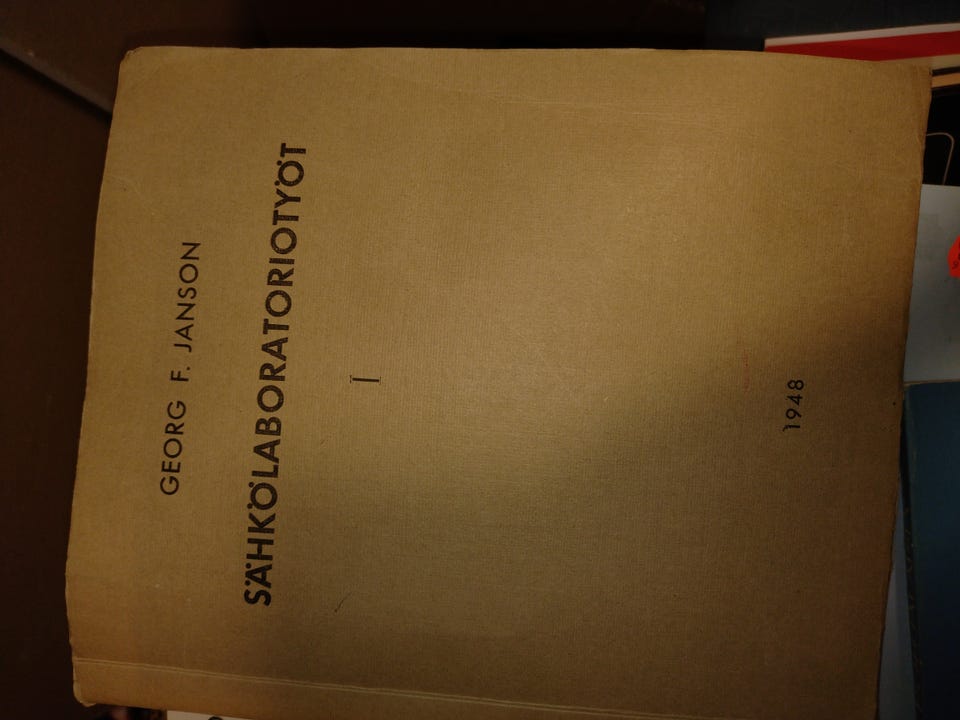 GEORG F. JANSON
SÄHKÖLABORATORIOTYÖT
I
1948